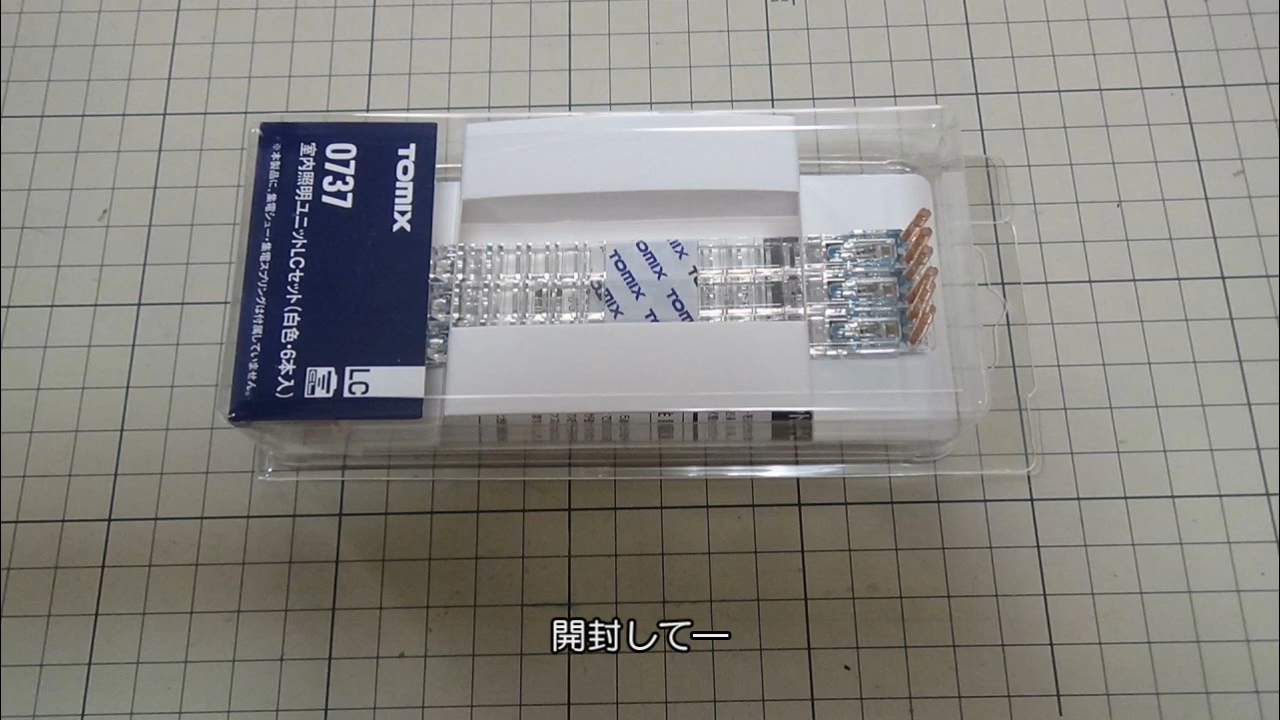 TOMIX
0737
室内照明ユニットLCセット(白色・6本入)
※本製品に、集電シュー・集電スプリングは付属していません。
LC
CL
TOMIX
TOMIX
TOMIX
TOMIX
開封して―